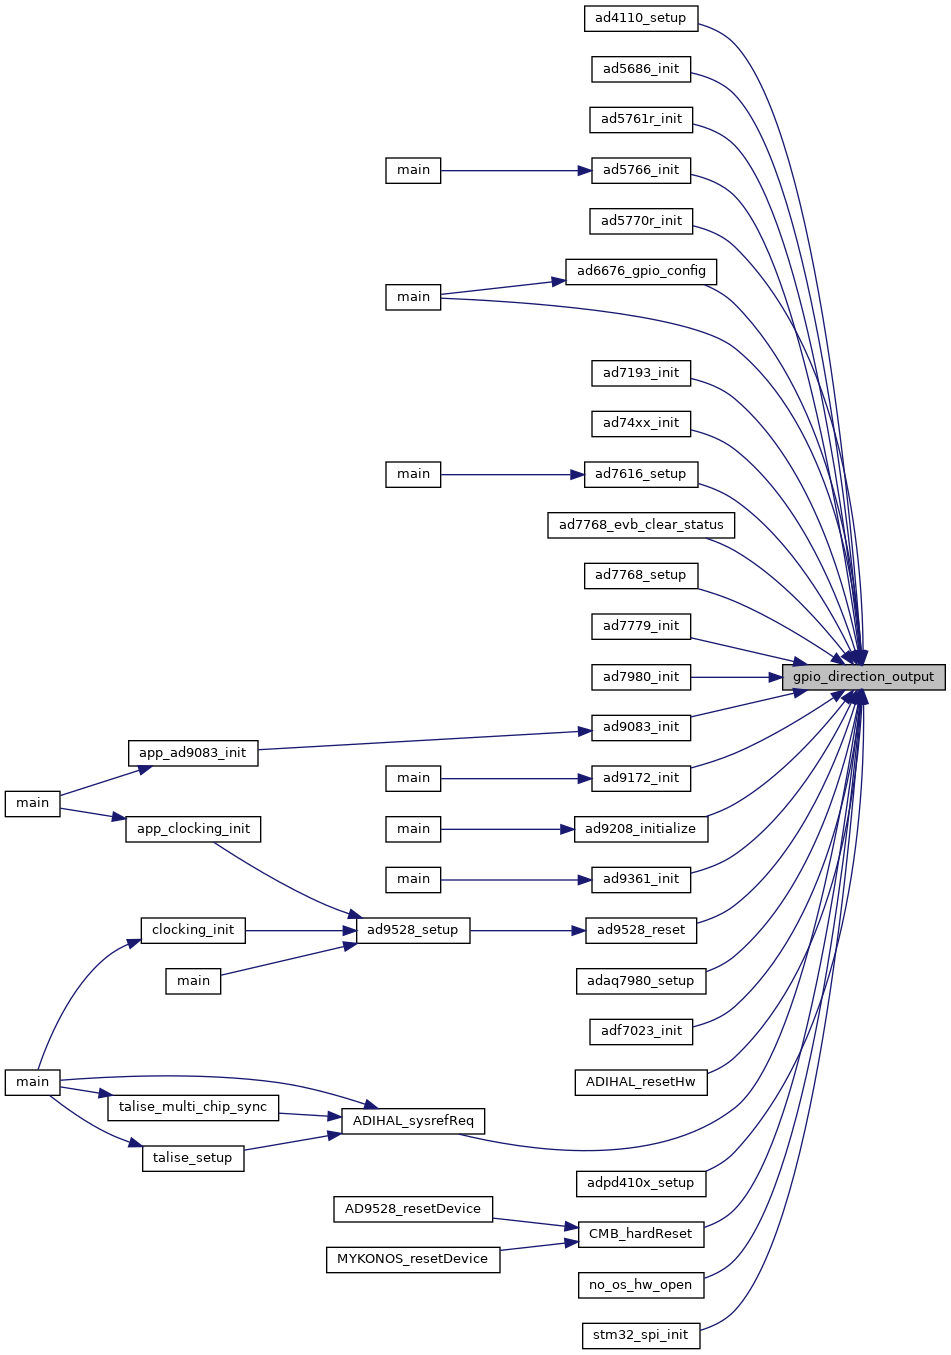 ad4110_setup
ad5686_init
ad5761r_init
main
ad5766_init
ad5770r_init
ad6676_gpio_config
main
ad7193_init
ad74xx_init
main
ad7616_setup
ad7768_evb_clear_status
ad7768_setup
ad7779_init
ad7980_init
gpio_direction_output
ad9083_init
app_ad9083_init
main
ad9172_init
main
app_clocking_init
main
ad9208_initialize
main
ad9361_init
clocking_init
ad9528_setup
ad9528_reset
main
adaq7980_setup
adf7023_init
main
ADIHAL_resetHw
talise_multi_chip_sync
ADIHAL_sysrefReq
talise_setup
adpd410x_setup
AD9528_resetDevice
CMB_hardReset
MYKONOS_resetDevice
no_os_hw_open
stm32_spi_init